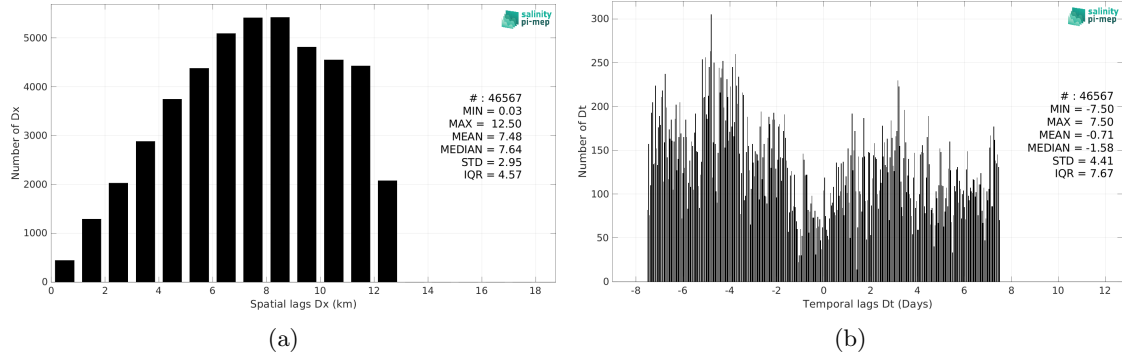 salinity
pi-mep
5000
4000
3000
2000
1000
0
Number of Dx
# : 46567
MIN = 0.03
MAX = 12.50
MEAN = 7.48
MEDIAN = 7.64
STD = 2.95
IQR = 4.57
0 2 4 6 8 10 12 14 16 18
Spatial lags Dx (km)
(a)
salinity
pi-mep
300
250
200
150
100
50
0
Number of Dt
# : 46567
MIN = -7.50
MAX = 7.50
MEAN = -0.71
MEDIAN = -1.58
STD = 4.41
IQR = 7.67
-8 -6 -4 -2 0 2 4 6 8 10 12
Temporal lags Dt (Days)
(b)